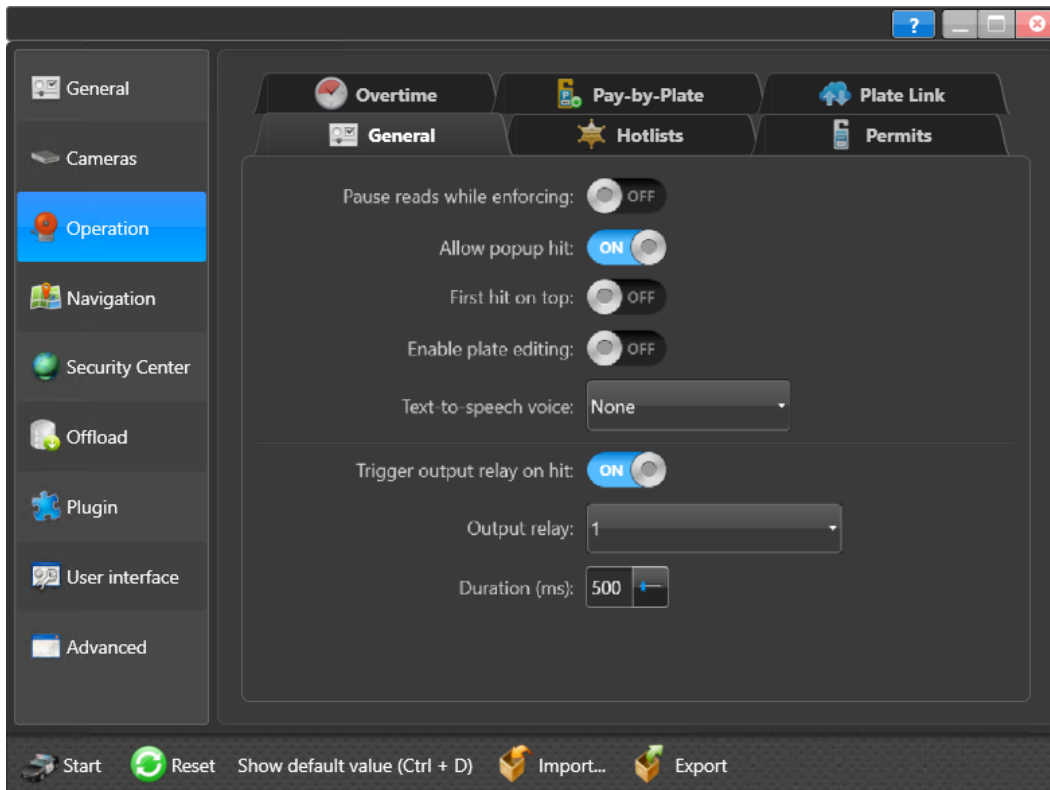 ?
General
Cameras
Operation
Navigation
Security Center
Offload
Plugin
User interface
Advanced
Overtime
Pay-by-Plate
Plate Link
General
Hotlists
Permits
Pause reads while enforcing: OFF
Allow popup hit: ON
First hit on top: OFF
Enable plate editing: OFF
Text-to-speech voice: None
Trigger output relay on hit: ON
Output relay: 1
Duration (ms): 500
Start
Reset
Show default value (Ctrl + D)
Import...
Export